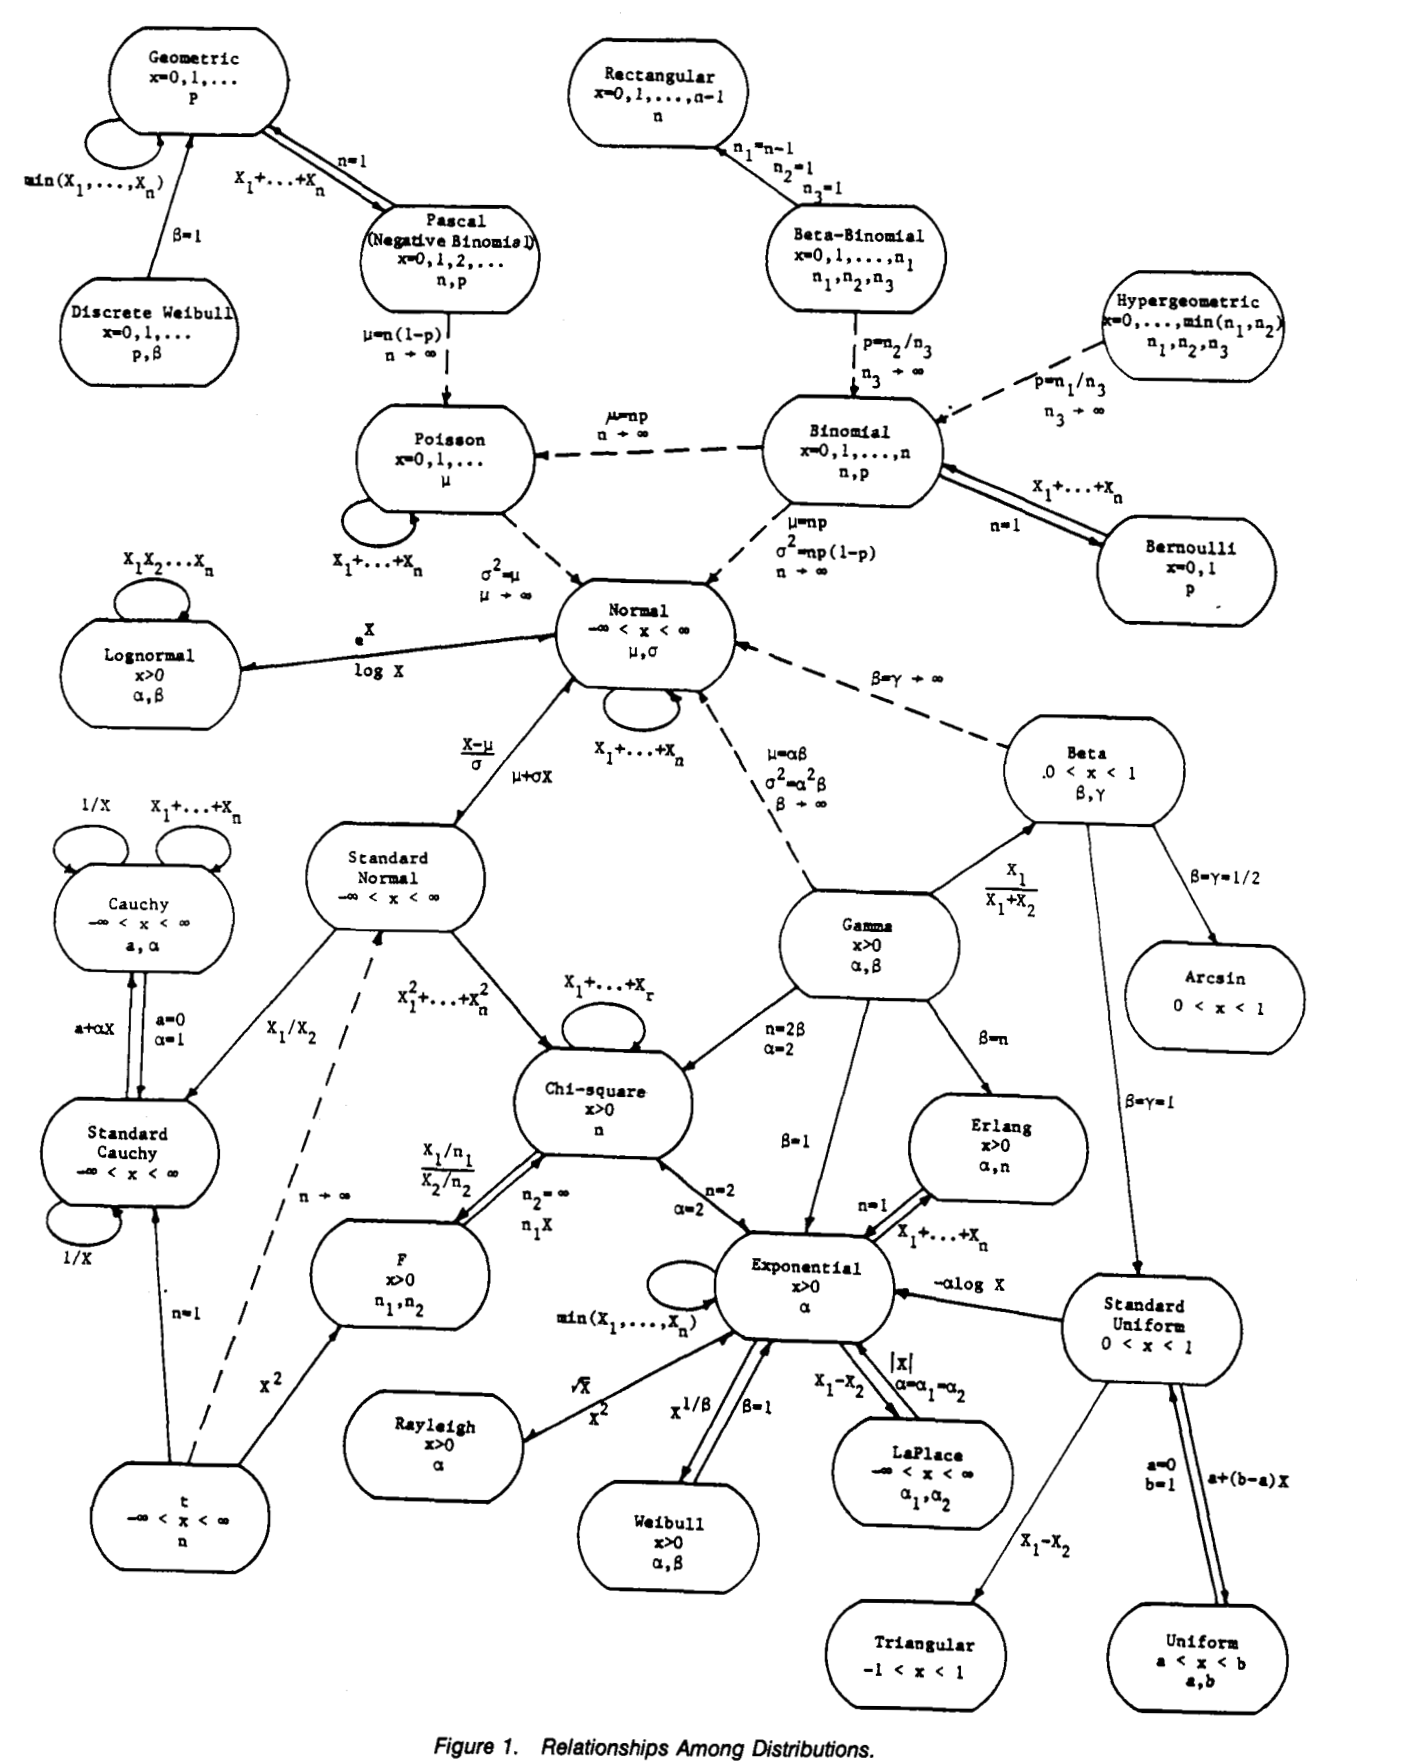 Geometric
x=0,1,...
p
min(X₁,...,Xₙ)
n=1
X₁+...+Xₙ
β=1
Discrete Weibull
x=0,1,...
p,β
Pascal
(Negative Binomial)
x=0,1,2,...
n,p
μ=n(1-p)
n → ∞
Rectangular
x=0,1,...,n-1
n
n₁=n-1
n₂=1
n₃=1
Beta-Binomial
x=0,1,...,n₁
n₁,n₂,n₃
p=n₂/n₃
n₃ → ∞
Hypergeometric
x=0,...,min(n₁,n₂)
n₁,n₂,n₃
p=n₁/n₃
n₃ → ∞
Poisson
x=0,1,...
μ
X₁+...+Xₙ
μ=np
n → ∞
Binomial
x=0,1,...,n
n,p
X₁+...+Xₙ
n=1
Bernoulli
x=0,1
p
σ²=μ
μ → ∞
μ=np
σ²=np(1-p)
n → ∞
X₁X₂...Xₙ
Lognormal
x>0
α,β
eˣ
log X
Normal
-∞ < x < ∞
μ,σ
X₁+...+Xₙ
β=γ → ∞
X-μ
σ
μ+σX
μ=αβ
σ²=α²β
β → ∞
Beta
0 < x < 1
β,γ
1/X
X₁+...+Xₙ
Cauchy
-∞ < x < ∞
a,α
Standard
Normal
-∞ < x < ∞
X₁
X₁+X₂
β=γ=1/2
Gamma
x>0
α,β
Arcsin
0 < x < 1
a+αX
a=0
α=1
X₁/X₂
X₁²+...+Xₙ²
X₁+...+Xᵣ
n=2β
α=2
β=n
Chi-square
x>0
n
β=1
β=γ=1
Erlang
x>0
α,n
Standard
Cauchy
-∞ < x < ∞
1/X
X₁/n₁
X₂/n₂
n₂=∞
n₁X
n=2
α=2
n=1
X₁+...+Xₙ
n → ∞
F
x>0
n₁,n₂
Exponential
x>0
α
min(X₁,...,Xₙ)
-αlog X
Standard
Uniform
0 < x < 1
n=1
X²
√X
X²
X^1/β
β=1
X₁-X₂
|X|
α=α₁=α₂
Rayleigh
x>0
α
LaPlace
-∞ < x < ∞
α₁,α₂
t
-∞ < x < ∞
n
Weibull
x>0
α,β
a=0
b=1
a+(b-a)X
X₁-X₂
Triangular
-1 < x < 1
Uniform
a < x < b
a,b
Figure 1. Relationships Among Distributions.